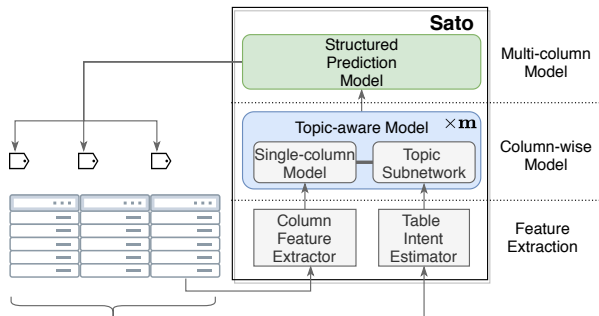 Sato
Structured
Prediction
Model
Multi-column
Model
Topic-aware Model
×m
Single-column
Model
Topic
Subnetwork
Column-wise
Model
Column
Feature
Extractor
Table
Intent
Estimator
Feature
Extraction